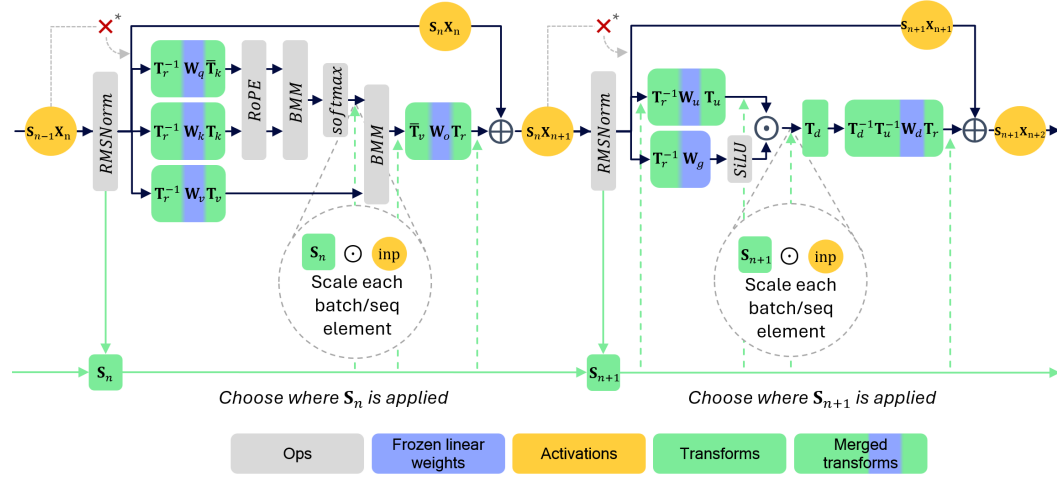 *
S_nX_n
*
S_{n+1}X_{n+1}
T_r^{-1} W_q T̅_k
RoPE
BMM
softmax
T_r^{-1} W_u T_u
S_{n-1}X_n
RMSNorm
T_r^{-1} W_k T_k
BMM
T̅_v W_o T_r
S_nX_{n+1}
RMSNorm
T_r^{-1} W_g
SiLU
T_d
T_d^{-1}T_u^{-1}W_d T_r
S_{n+1}X_{n+2}
T_r^{-1} W_v T_v
S_n ⊙ inp
Scale each
batch/seq
element
S_{n+1} ⊙ inp
Scale each
batch/seq
element
S_n
S_{n+1}
Choose where S_n is applied
Choose where S_{n+1} is applied
Ops
Frozen linear
weights
Activations
Transforms
Merged
transforms